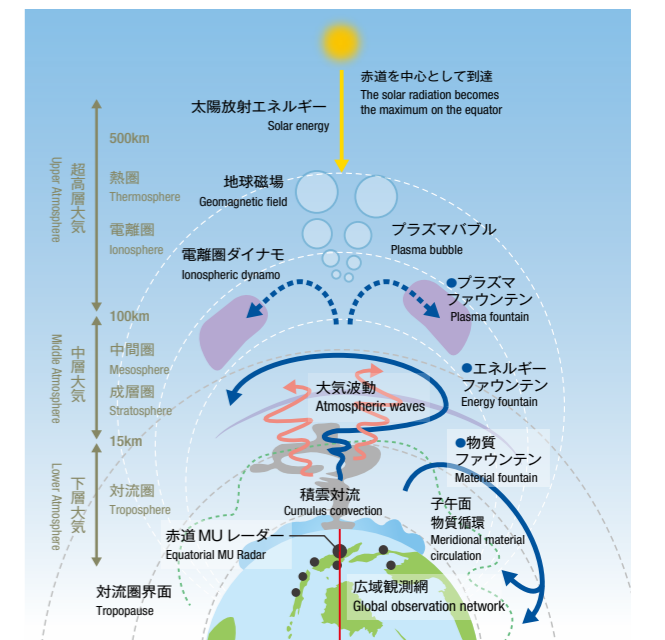 赤道を中心として到達
The solar radiation becomes
the maximum on the equator
太陽放射エネルギー
Solar energy
500km
超高層大気
Upper Atmosphere
熱圏
Thermosphere
電離圏
Ionosphere
地球磁場
Geomagnetic field
プラズマバブル
Plasma bubble
電離圏ダイナモ
Ionospheric dynamo
●プラズマ
ファウンテン
Plasma fountain
100km
中層大気
Middle Atmosphere
中間圏
Mesosphere
成層圏
Stratosphere
大気波動
Atmospheric waves
●エネルギー
ファウンテン
Energy fountain
15km
下層大気
Lower Atmosphere
対流圏
Troposphere
●物質
ファウンテン
Material fountain
積雲対流
Cumulus convection
子午面
物質循環
Meridional material
circulation
赤道 MU レーダー
Equatorial MU Radar
対流圏界面
Tropopause
広域観測網
Global observation network